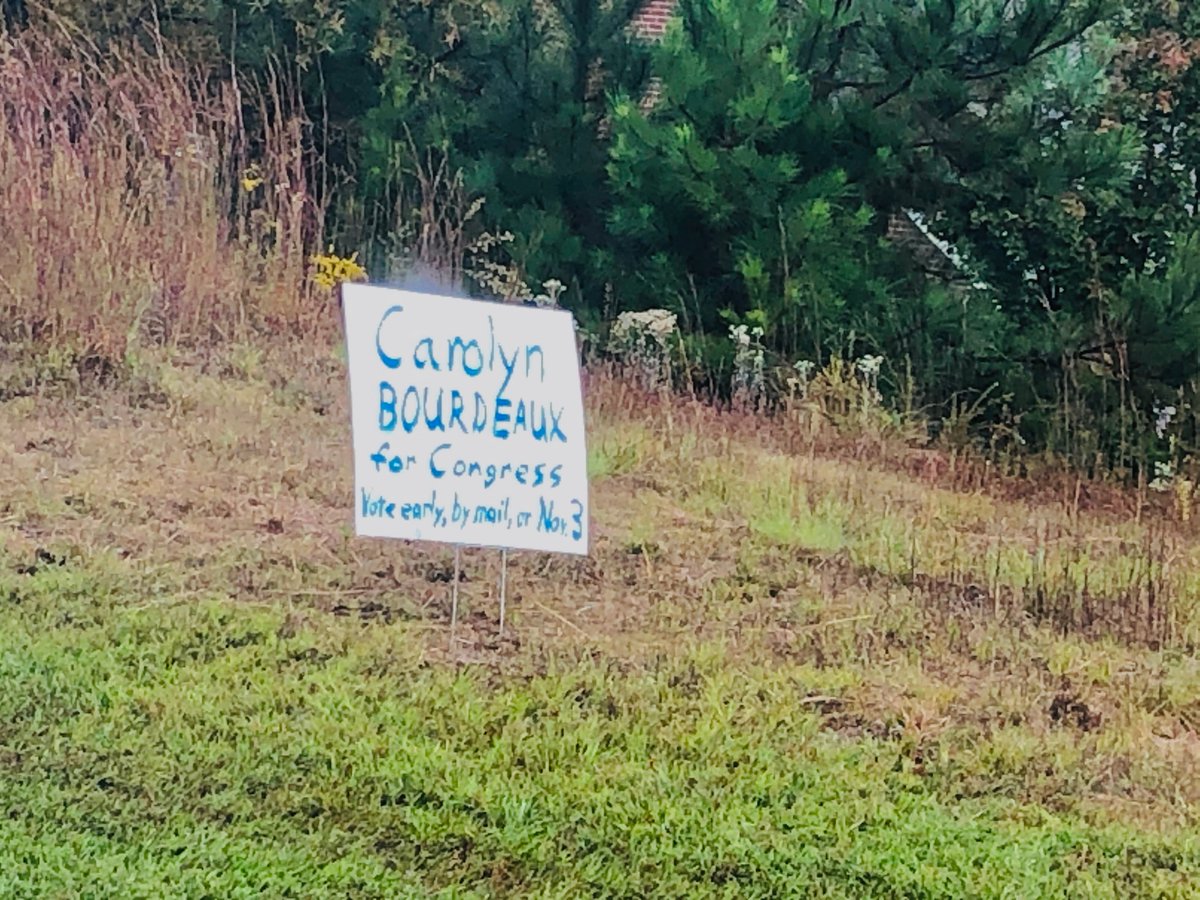 Carolyn
BOURDEAUX
for Congress
Vote early, by mail, or Nov. 3